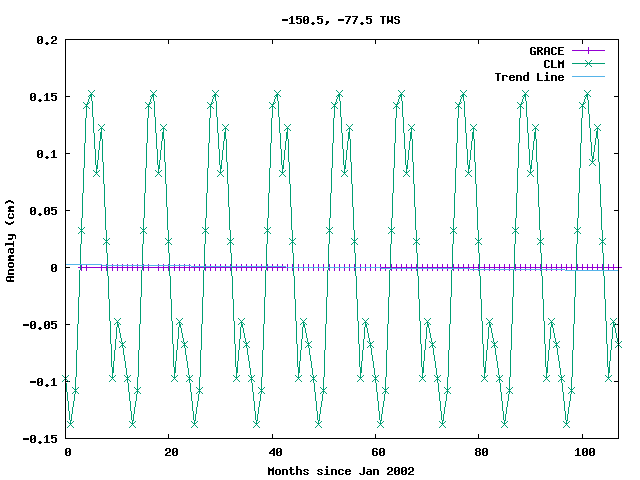 -150.5, -77.5 TWS
GRACE
CLM
Trend Line
0.2
0.15
0.1
0.05
0
-0.05
-0.1
-0.15
Anomaly (cm)
0 20 40 60 80 100
Months since Jan 2002